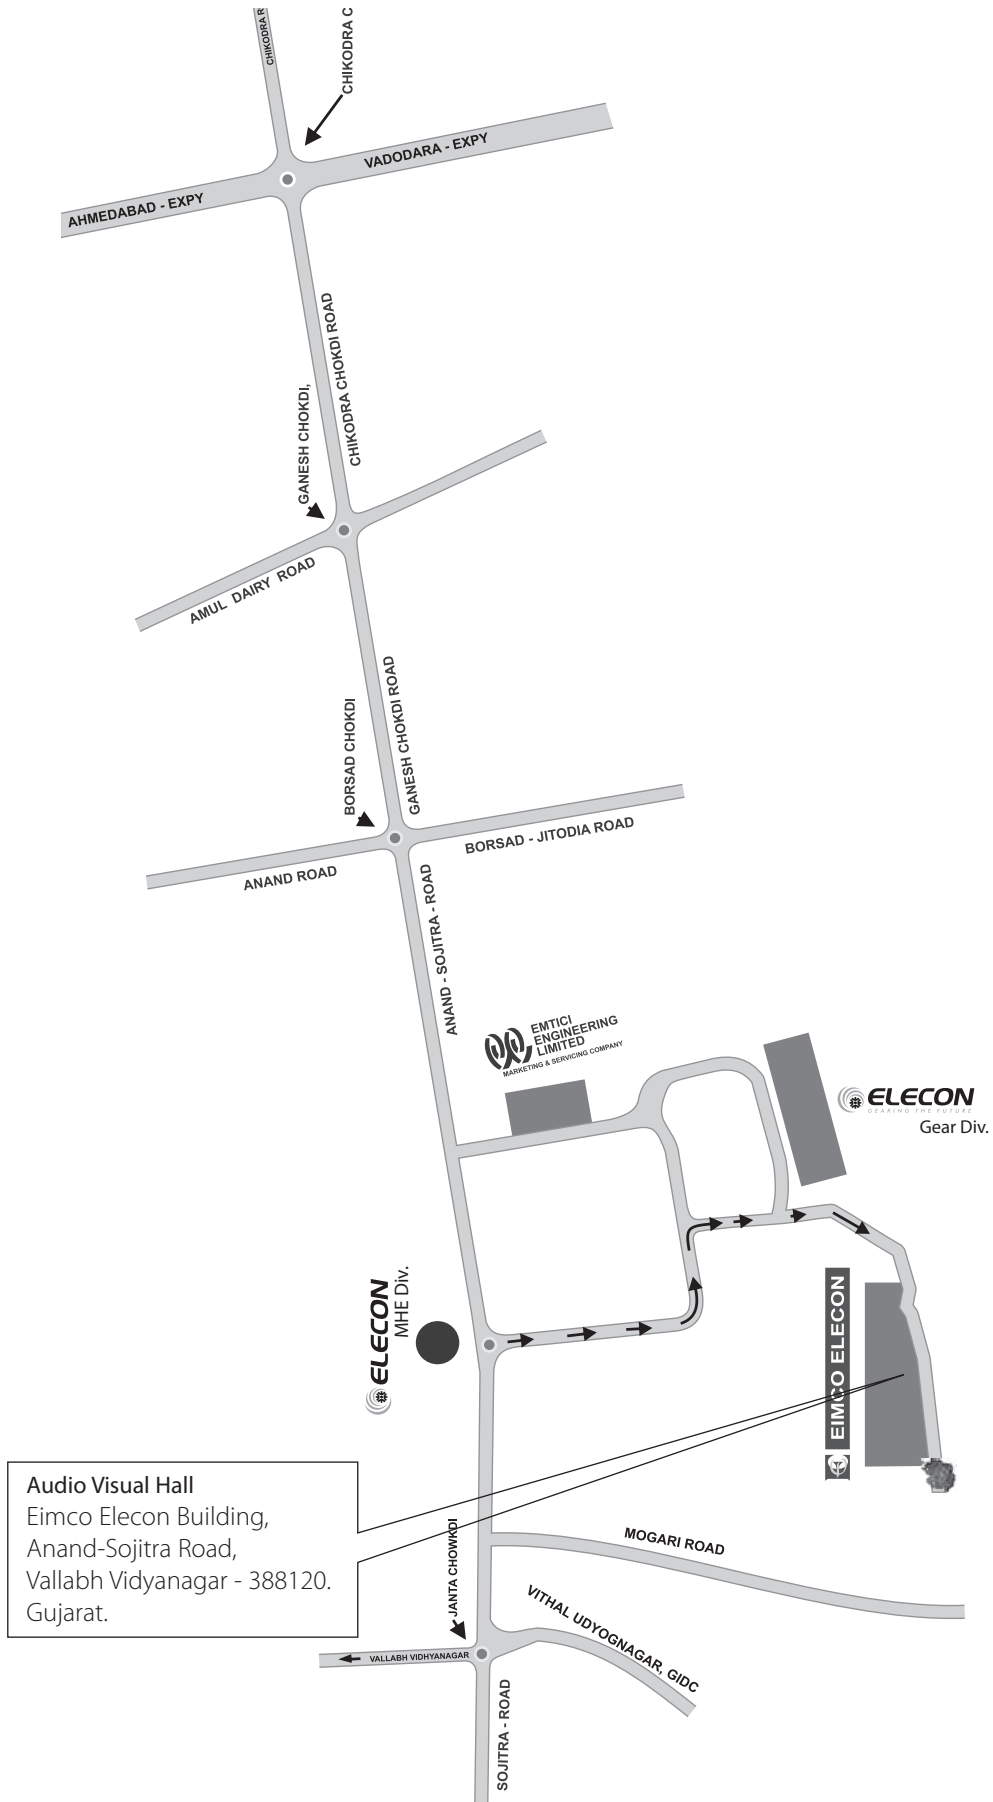 CHIKODRA R
CHIKODRA C
VADODARA - EXPY
AHMEDABAD - EXPY
CHIKODRA CHOKDI ROAD
GANESH CHOKDI,
AMUL DAIRY ROAD
GANESH CHOKDI ROAD
BORSAD CHOKDI
BORSAD - JITODIA ROAD
ANAND ROAD
ANAND - SOJITRA - ROAD
EMTICI
ENGINEERING
LIMITED
MARKETING & SERVICING COMPANY
ELECON
GEARING THE FUTURE
Gear Div.
ELECON
MHE Div.
EIMCO ELECON
Audio Visual Hall
Eimco Elecon Building,
Anand-Sojitra Road,
Vallabh Vidyanagar - 388120.
Gujarat.
JANTA CHOWKDI
MOGARI ROAD
VITHAL UDYOGNAGAR, GIDC
VALLABH VIDHYANAGAR
SOJITRA - ROAD